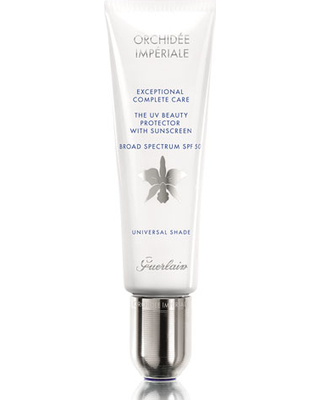 ORCHIDÉE
IMPÉRIALE
EXCEPTIONAL
COMPLETE CARE
THE UV BEAUTY
PROTECTOR
WITH SUNSCREEN
BROAD SPECTRUM SPF 50
UNIVERSAL SHADE
Guerlain